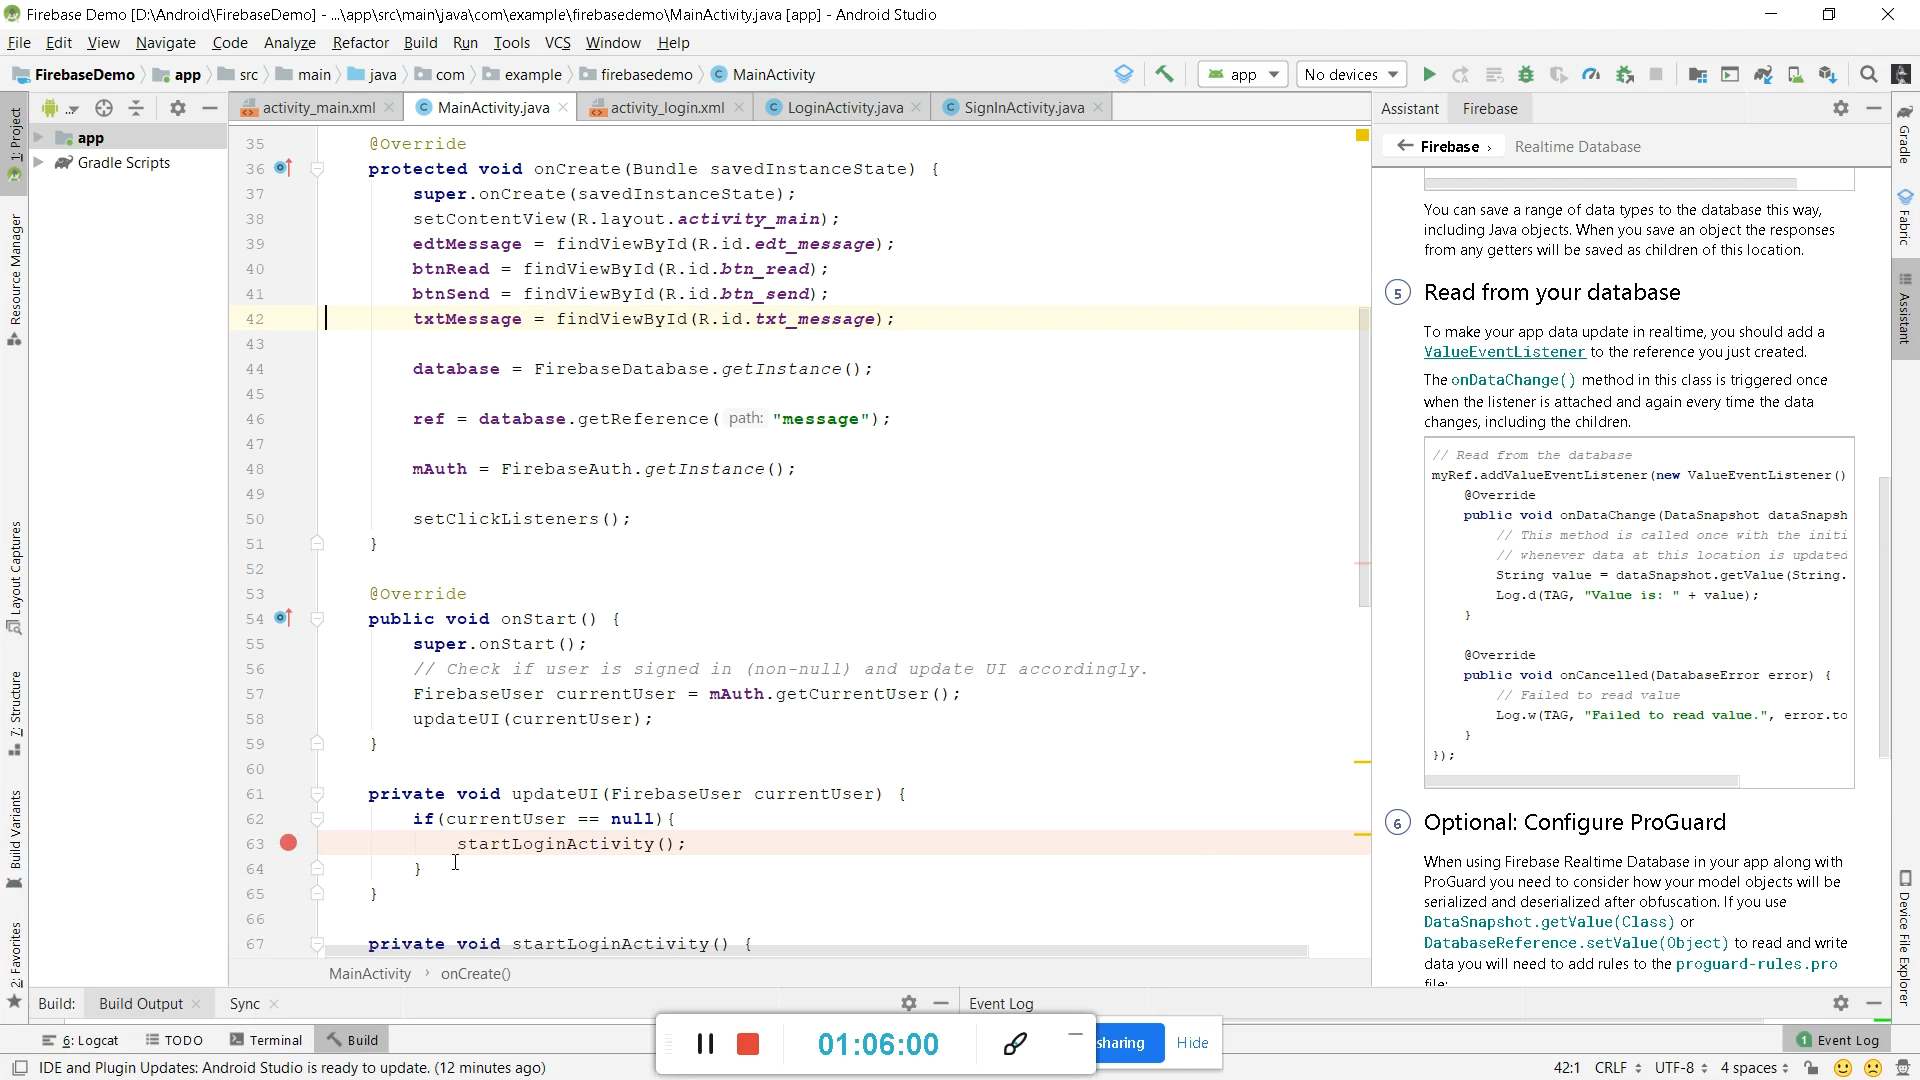 Firebase Demo [D:\Android\FirebaseDemo] - ...\app\src\main\java\com\example\firebasedemo\MainActivity.java [app] - Android Studio
File Edit View Navigate Code Analyze Refactor Build Run Tools VCS Window Help
FirebaseDemo app src main java com example firebasedemo MainActivity app No devices
1: Project
Resource Manager
Layout Captures
7: Structure
Build Variants
2: Favorites
app
Gradle Scripts
activity_main.xml MainActivity.java activity_login.xml LoginActivity.java SignInActivity.java
35 @Override
36 protected void onCreate(Bundle savedInstanceState) {
37 super.onCreate(savedInstanceState);
38 setContentView(R.layout.activity_main);
39 edtMessage = findViewById(R.id.edt_message);
40 btnRead = findViewById(R.id.btn_read);
41 btnSend = findViewById(R.id.btn_send);
42 txtMessage = findViewById(R.id.txt_message);
43
44 database = FirebaseDatabase.getInstance();
45
46 ref = database.getReference( path: "message");
47
48 mAuth = FirebaseAuth.getInstance();
49
50 setClickListeners();
51 }
52
53 @Override
54 public void onStart() {
55 super.onStart();
56 // Check if user is signed in (non-null) and update UI accordingly.
57 FirebaseUser currentUser = mAuth.getCurrentUser();
58 updateUI(currentUser);
59 }
60
61 private void updateUI(FirebaseUser currentUser) {
62 if(currentUser == null){
63 startLoginActivity();
64 }
65 }
66
67 private void startLoginActivity() {
MainActivity › onCreate()
Assistant Firebase
← Firebase › Realtime Database
You can save a range of data types to the database this way,
including Java objects. When you save an object the responses
from any getters will be saved as children of this location.
5 Read from your database
To make your app data update in realtime, you should add a
ValueEventListener to the reference you just created.
The onDataChange() method in this class is triggered once
when the listener is attached and again every time the data
changes, including the children.
// Read from the database
myRef.addValueEventListener(new ValueEventListener()
@Override
public void onDataChange(DataSnapshot dataSnapsh
// This method is called once with the initi
// whenever data at this location is updated
String value = dataSnapshot.getValue(String.
Log.d(TAG, "Value is: " + value);
}
@Override
public void onCancelled(DatabaseError error) {
// Failed to read value
Log.w(TAG, "Failed to read value.", error.to
}
});
6 Optional: Configure ProGuard
When using Firebase Realtime Database in your app along with
ProGuard you need to consider how your model objects will be
serialized and deserialized after obfuscation. If you use
DataSnapshot.getValue(Class) or
DatabaseReference.setValue(Object) to read and write
data you will need to add rules to the proguard-rules.pro
file:
Gradle
Fabric
Assistant
Device File Explorer
Build: Build Output Sync Event Log
6: Logcat TODO Terminal Build Event Log
01:06:00 sharing Hide
IDE and Plugin Updates: Android Studio is ready to update. (12 minutes ago) 42:1 CRLF UTF-8 4 spaces